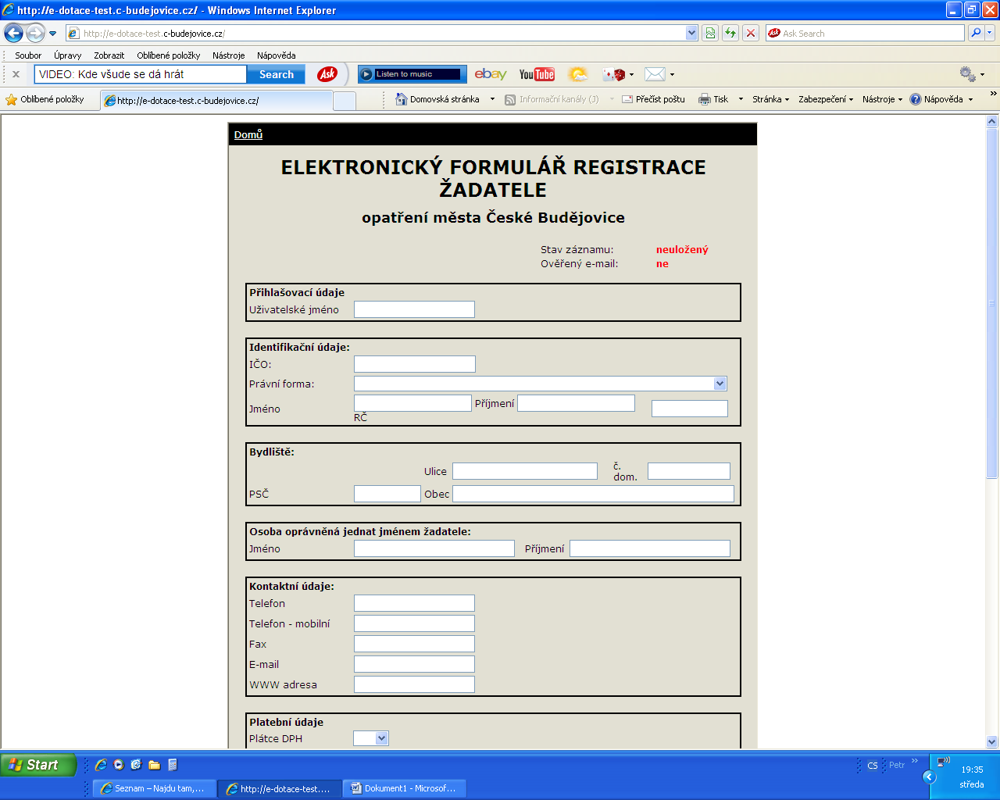 http://e-dotace-test.c-budejovice.cz/ - Windows Internet Explorer
http://e-dotace-test.c-budejovice.cz/
Ask Search
Soubor Úpravy Zobrazit Oblíbené položky Nástroje Nápověda
x VIDEO: Kde všude se dá hrát Search Ask Listen to music ebay YouTube
Oblíbené položky http://e-dotace-test.c-budejovice.cz/ Domovská stránka Informační kanály (J) Přečíst poštu Tisk Stránka Zabezpečení Nástroje Nápověda »
Domů
ELEKTRONICKÝ FORMULÁŘ REGISTRACE
ŽADATELE
opatření města České Budějovice
Stav záznamu: neuložený
Ověřený e-mail: ne
Přihlašovací údaje
Uživatelské jméno
Identifikační údaje:
IČO:
Právní forma:
Jméno Příjmení
RČ
Bydliště:
Ulice č. dom.
PSČ Obec
Osoba oprávněná jednat jménem žadatele:
Jméno Příjmení
Kontaktní údaje:
Telefon
Telefon - mobilní
Fax
E-mail
WWW adresa
Platební údaje
Plátce DPH
Start CS Petr » 19:35
Seznam – Najdu tam,... http://e-dotace-test.... Dokument1 - Microsof... středa